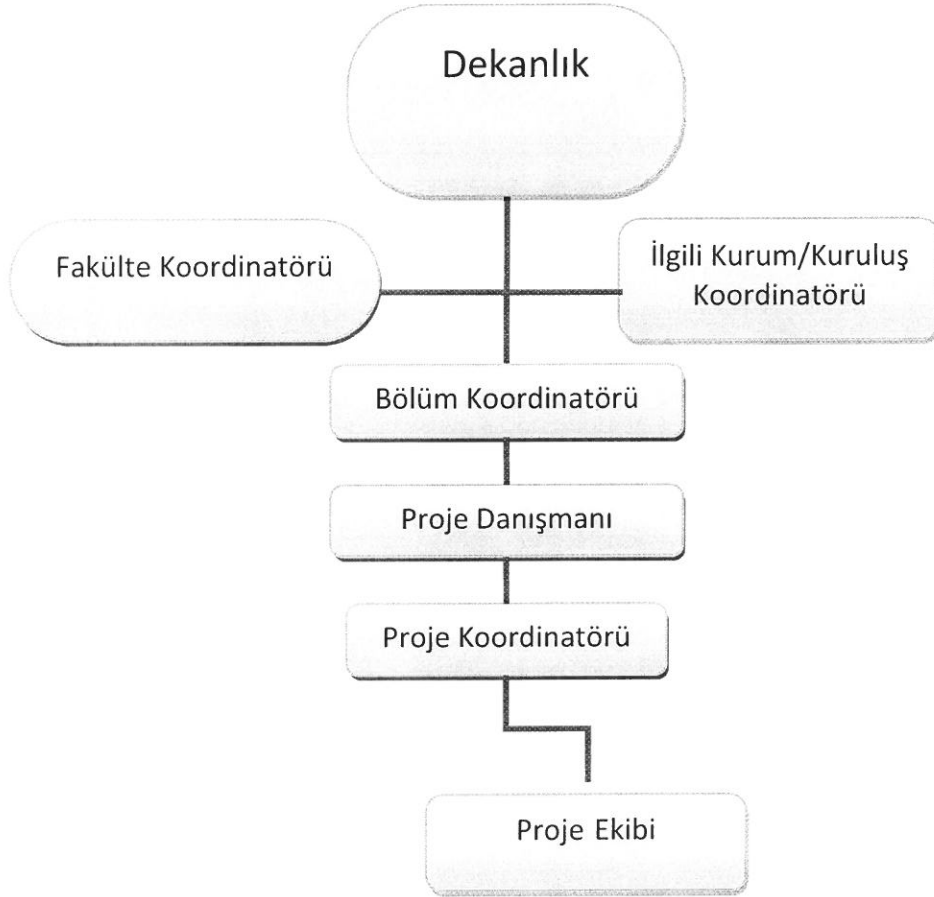 Dekanlık
Fakülte Koordinatörü
İlgili Kurum/Kuruluş
Koordinatörü
Bölüm Koordinatörü
Proje Danışmanı
Proje Koordinatörü
Proje Ekibi